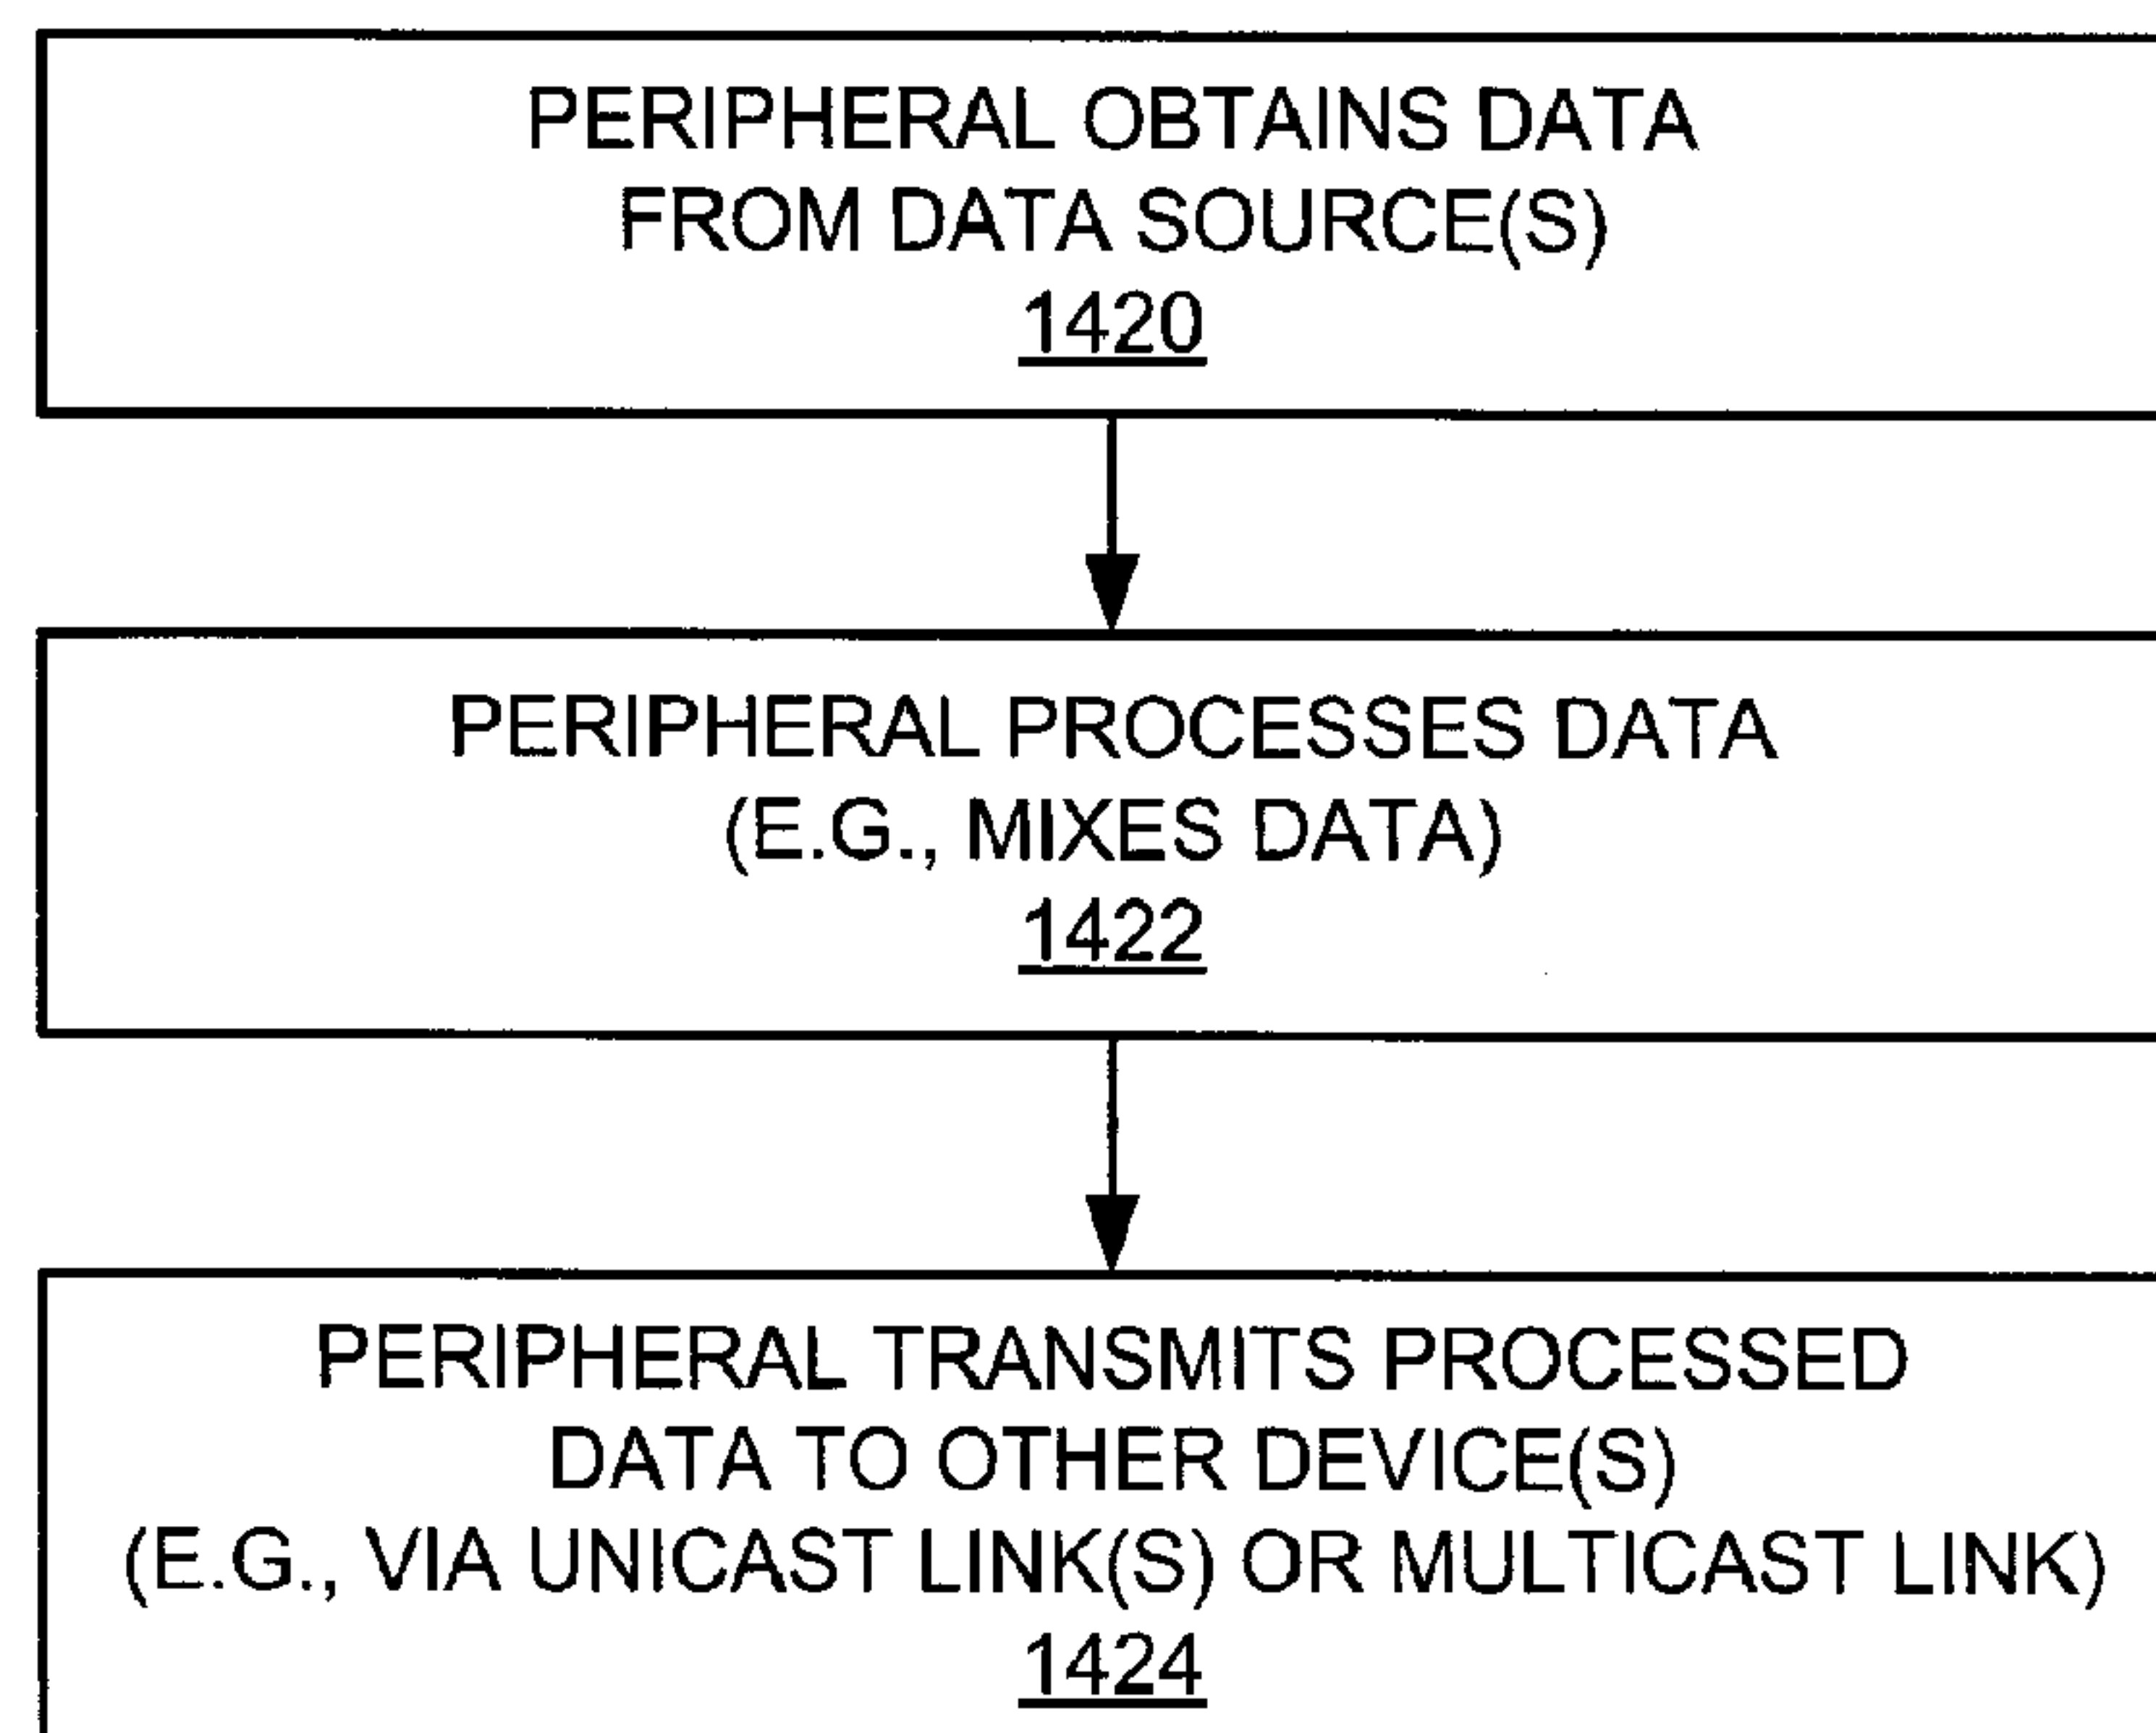 PERIPHERAL OBTAINS DATA
FROM DATA SOURCE(S)
1420
PERIPHERAL PROCESSES DATA
(E.G., MIXES DATA)
1422
PERIPHERAL TRANSMITS PROCESSED
DATA TO OTHER DEVICE(S)
(E.G., VIA UNICAST LINK(S) OR MULTICAST LINK)
1424